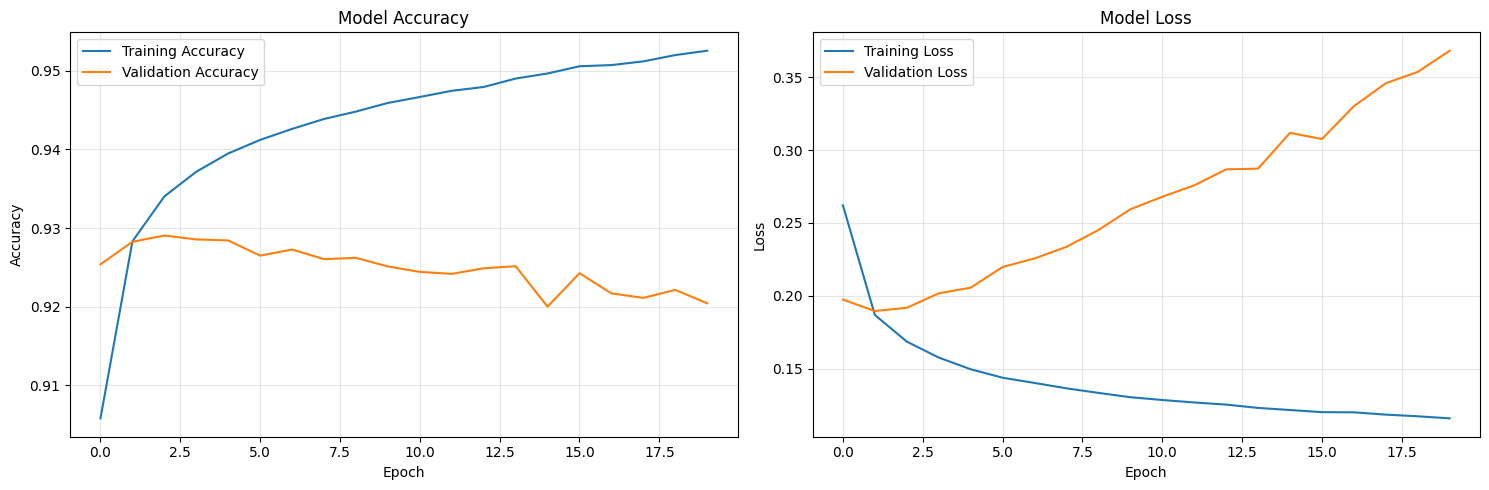 Model Accuracy
Training Accuracy
Validation Accuracy
0.95
0.94
0.93
0.92
0.91
Accuracy
0.0 2.5 5.0 7.5 10.0 12.5 15.0 17.5
Epoch
Model Loss
Training Loss
Validation Loss
0.35
0.30
0.25
0.20
0.15
Loss
0.0 2.5 5.0 7.5 10.0 12.5 15.0 17.5
Epoch